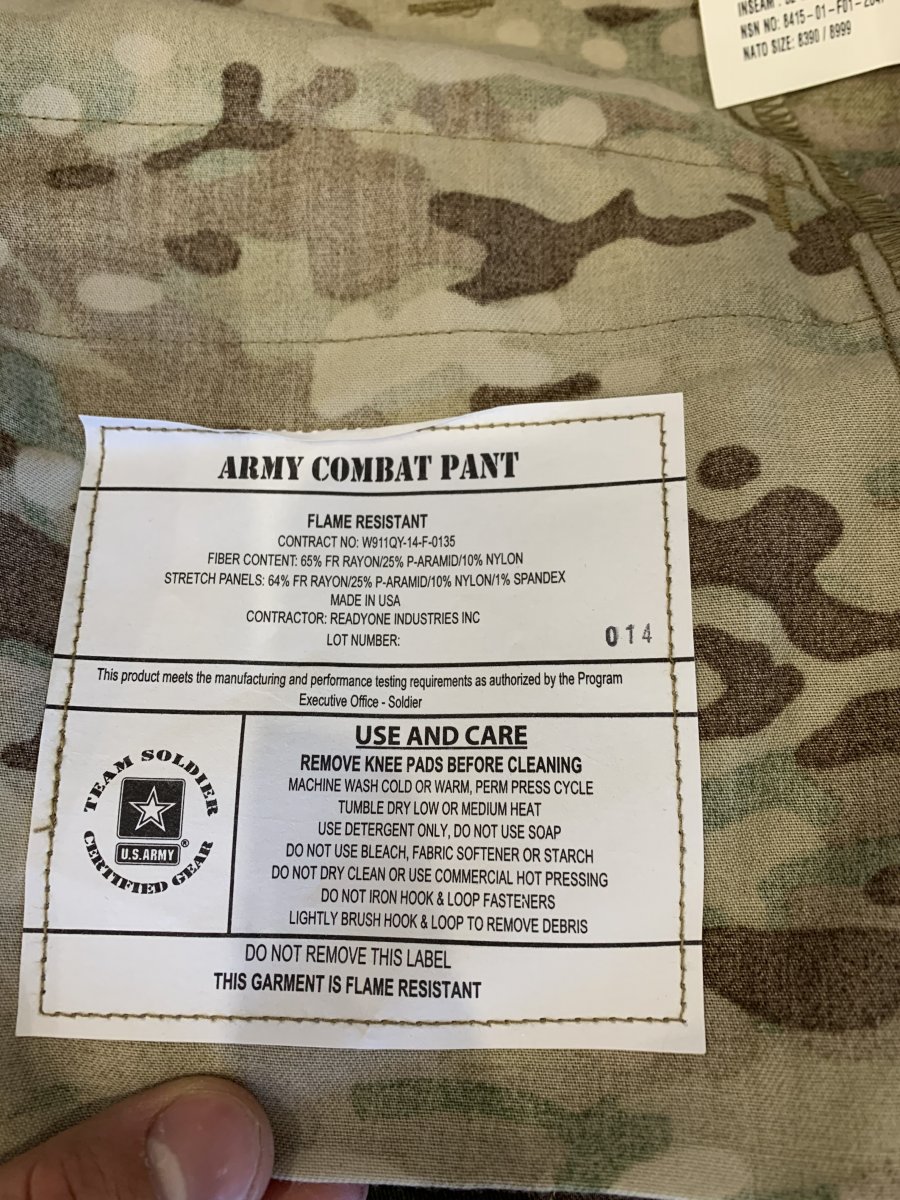 NSN NO: 8415-01-F01-
NATO SIZE: 8390 / 8999
ARMY COMBAT PANT
FLAME RESISTANT
CONTRACT NO: W911QY-14-F-0135
FIBER CONTENT: 65% FR RAYON/25% P-ARAMID/10% NYLON
STRETCH PANELS: 64% FR RAYON/25% P-ARAMID/10% NYLON/1% SPANDEX
MADE IN USA
CONTRACTOR: READYONE INDUSTRIES INC
LOT NUMBER: 014
This product meets the manufacturing and performance testing requirements as authorized by the Program
Executive Office - Soldier
TEAM SOLDIER
U.S.ARMY®
CERTIFIED GEAR
USE AND CARE
REMOVE KNEE PADS BEFORE CLEANING
MACHINE WASH COLD OR WARM, PERM PRESS CYCLE
TUMBLE DRY LOW OR MEDIUM HEAT
USE DETERGENT ONLY, DO NOT USE SOAP
DO NOT USE BLEACH, FABRIC SOFTENER OR STARCH
DO NOT DRY CLEAN OR USE COMMERCIAL HOT PRESSING
DO NOT IRON HOOK & LOOP FASTENERS
LIGHTLY BRUSH HOOK & LOOP TO REMOVE DEBRIS
DO NOT REMOVE THIS LABEL
THIS GARMENT IS FLAME RESISTANT